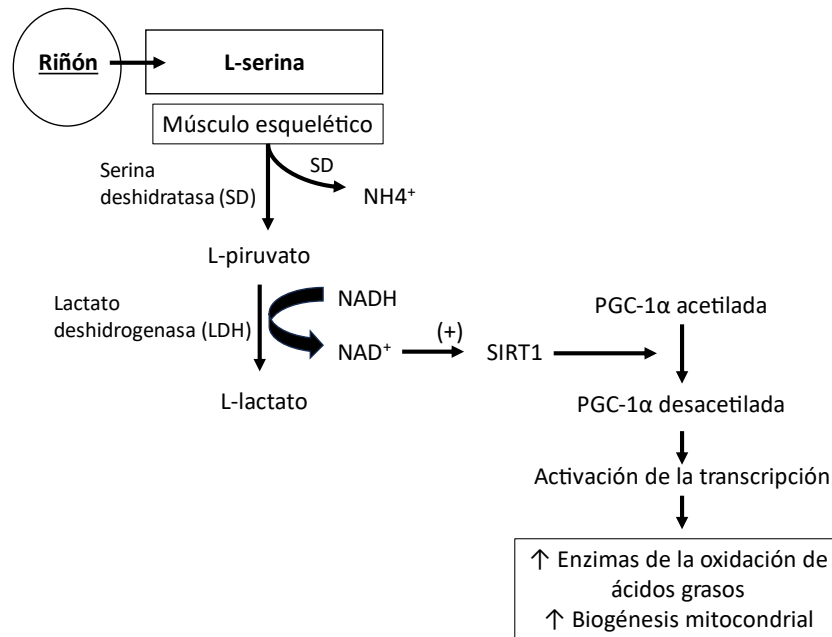 Riñón
L-serina
Músculo esquelético
Serina
deshidratasa (SD)
SD
NH4⁺
L-piruvato
Lactato
deshidrogenasa (LDH)
NADH
NAD⁺
(+)
SIRT1
PGC-1α acetilada
L-lactato
PGC-1α desacetilada
Activación de la transcripción
↑ Enzimas de la oxidación de
ácidos grasos
↑ Biogénesis mitocondrial